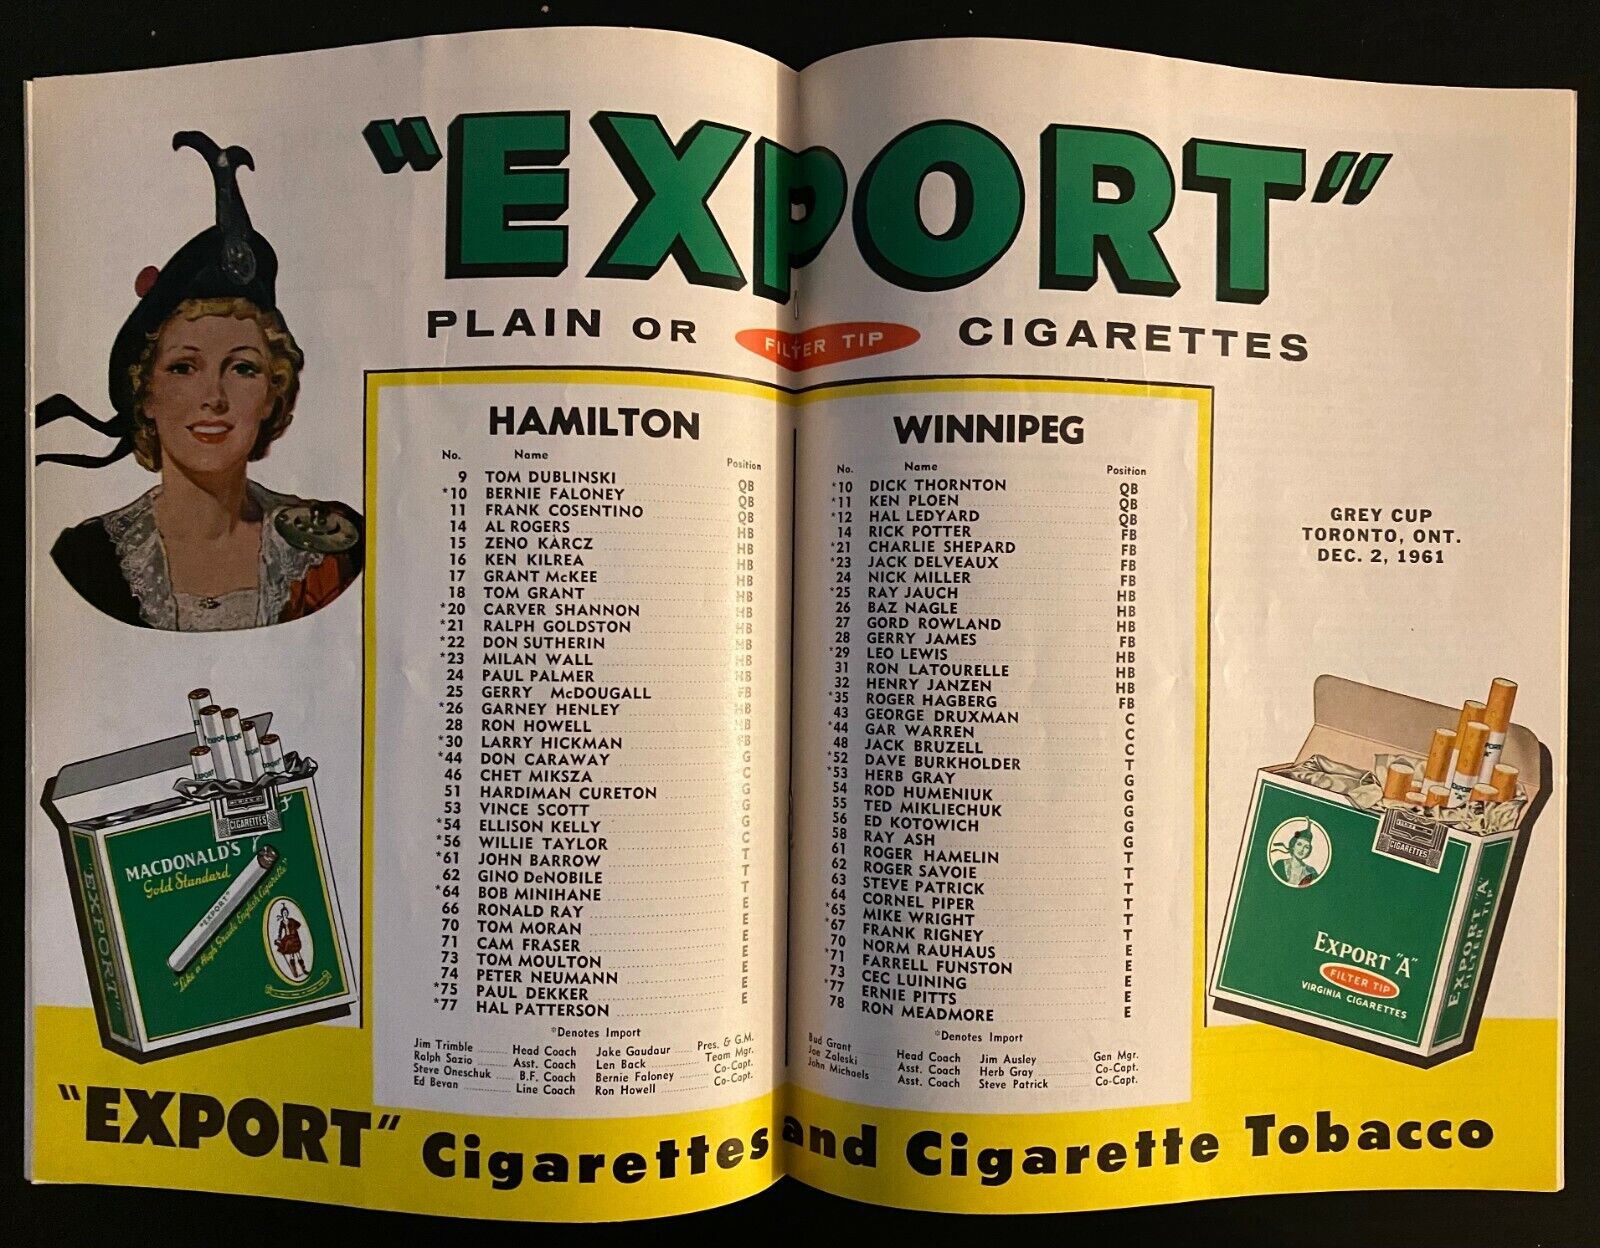 "EXPORT"
PLAIN OR FILTER TIP CIGARETTES
HAMILTON
No. Name Position
9 TOM DUBLINSKI QB
*10 BERNIE FALONEY QB
11 FRANK COSENTINO QB
14 AL ROGERS HB
15 ZENO KARCZ HB
16 KEN KILREA HB
17 GRANT McKEE HB
18 TOM GRANT HB
*20 CARVER SHANNON HB
*21 RALPH GOLDSTON HB
*22 DON SUTHERIN HB
*23 MILAN WALL HB
24 PAUL PALMER HB
25 GERRY McDOUGALL FB
*26 GARNEY HENLEY HB
28 RON HOWELL HB
*30 LARRY HICKMAN FB
*44 DON CARAWAY G
46 CHET MIKSZA C
51 HARDIMAN CURETON G
53 VINCE SCOTT G
*54 ELLISON KELLY G
*56 WILLIE TAYLOR C
*61 JOHN BARROW T
62 GINO DeNOBILE T
*64 BOB MINIHANE T
66 RONALD RAY E
70 TOM MORAN E
71 CAM FRASER E
73 TOM MOULTON E
74 PETER NEUMANN E
*75 PAUL DEKKER E
*77 HAL PATTERSON E
*Denotes Import
Jim Trimble Head Coach Jake Gaudaur Pres. & G.M.
Ralph Sazio Asst. Coach Len Back Team Mgr.
Steve Oneschuk B.F. Coach Bernie Faloney Co-Capt.
Ed Bevan Line Coach Ron Howell Co-Capt.
WINNIPEG
No. Name Position
*10 DICK THORNTON QB
*11 KEN PLOEN QB
*12 HAL LEDYARD QB
14 RICK POTTER FB
*21 CHARLIE SHEPARD FB
*23 JACK DELVEAUX FB
24 NICK MILLER FB
*25 RAY JAUCH HB
26 BAZ NAGLE HB
27 GORD ROWLAND HB
28 GERRY JAMES FB
*29 LEO LEWIS HB
31 RON LATOURELLE HB
32 HENRY JANZEN HB
*35 ROGER HAGBERG FB
43 GEORGE DRUXMAN C
*44 GAR WARREN C
48 JACK BRUZELL C
*52 DAVE BURKHOLDER T
*53 HERB GRAY G
54 ROD HUMENIUK G
55 TED MIKLIECHUK G
56 ED KOTOWICH G
58 RAY ASH G
61 ROGER HAMELIN T
62 ROGER SAVOIE T
63 STEVE PATRICK T
64 CORNEL PIPER T
*65 MIKE WRIGHT T
*67 FRANK RIGNEY T
70 NORM RAUHAUS E
*71 FARRELL FUNSTON E
73 CEC LUINING E
*77 ERNIE PITTS E
78 RON MEADMORE E
*Denotes Import
Bud Grant Head Coach Jim Ausley Gen Mgr.
Joe Zaleski Asst. Coach Herb Gray Co-Capt.
John Michaels Asst. Coach Steve Patrick Co-Capt.
GREY CUP
TORONTO, ONT.
DEC. 2, 1961
CIGARETTES
MACDONALD'S
Gold Standard
"EXPORT"
"Like a High Grade English Cigarette"
"EXPORT"
CIGARETTES
EXPORT "A"
FILTER TIP
VIRGINIA CIGARETTES
EXPORT "A"
FILTER TIP
"EXPORT" Cigarettes and Cigarette Tobacco